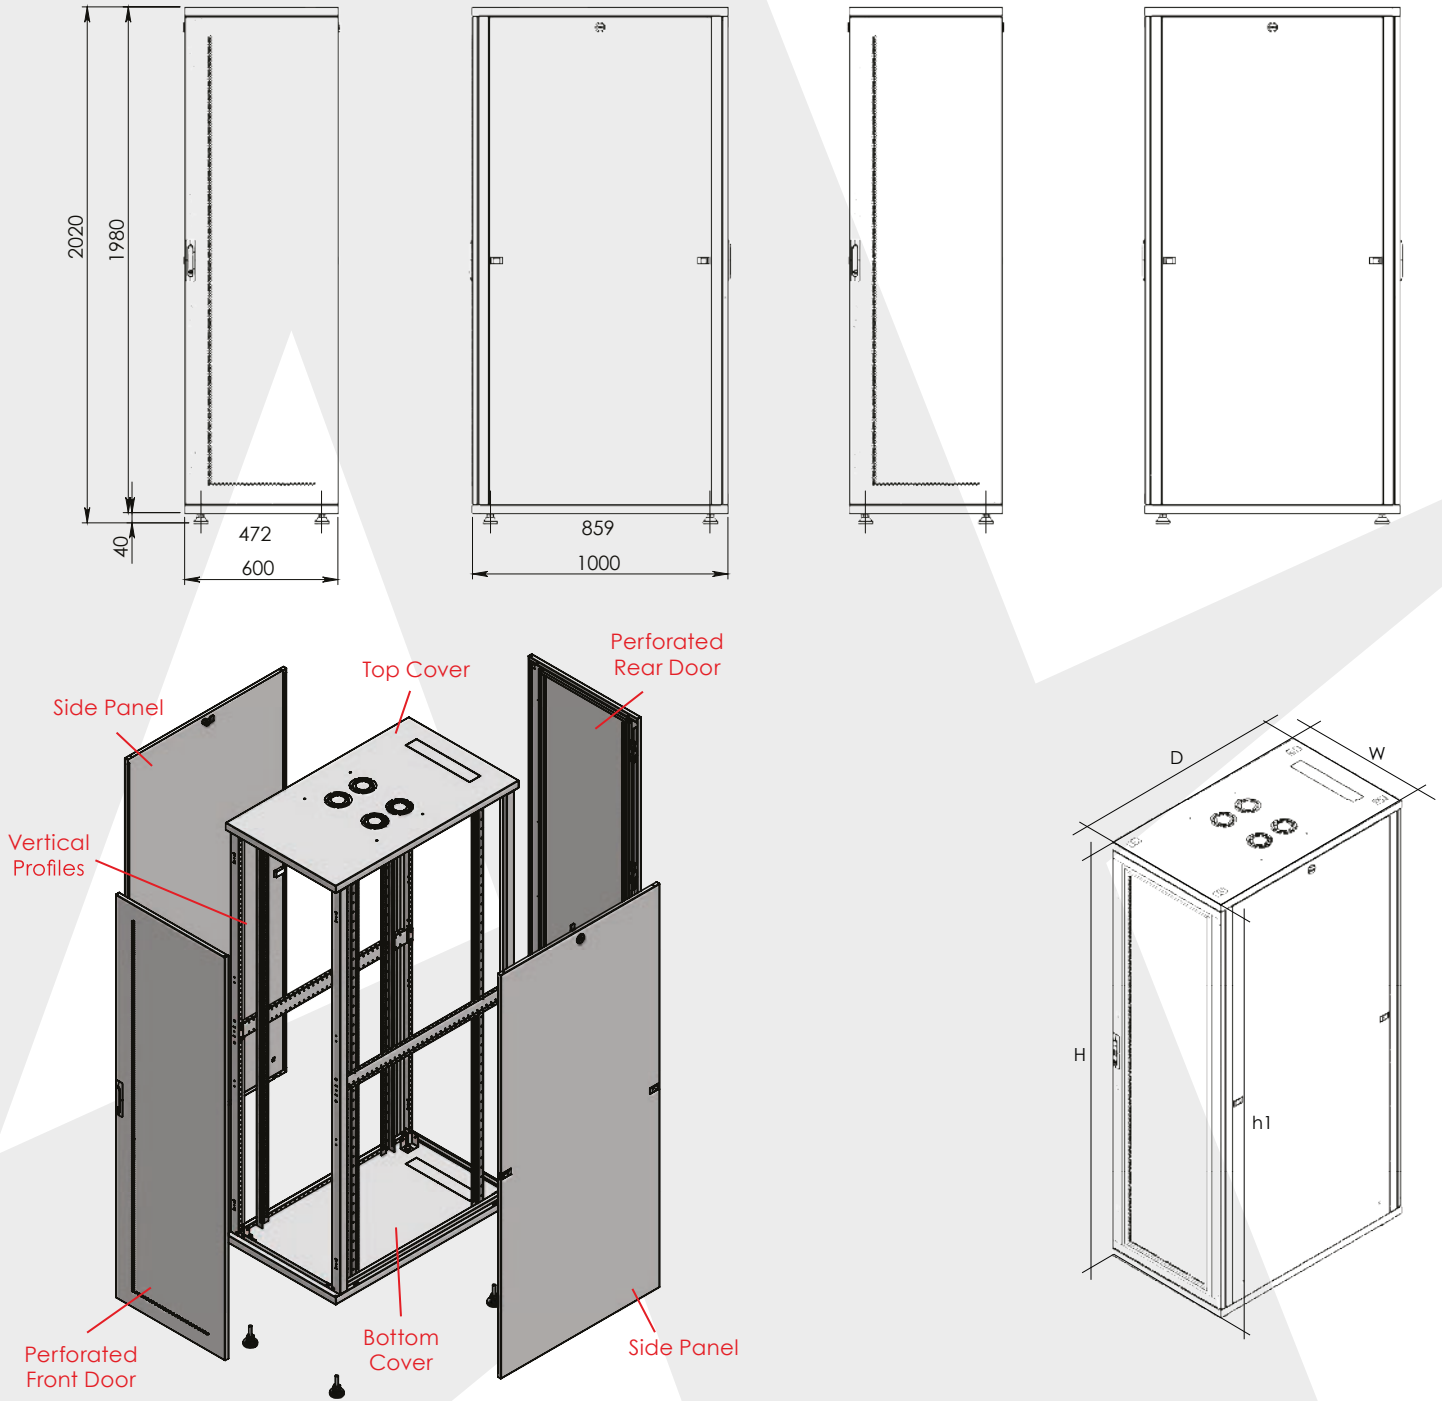 2020
1980
40
472
600
859
1000
Perforated
Rear Door
Top Cover
Side Panel
Vertical
Profiles
Perforated
Front Door
Bottom
Cover
Side Panel
D
W
H
h1